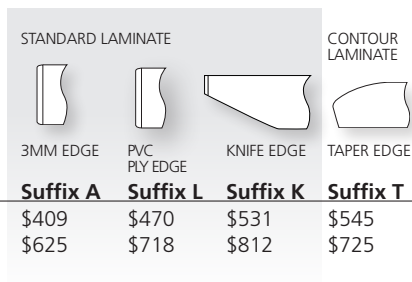 STANDARD LAMINATE
CONTOUR
LAMINATE
3MM EDGE
PVC
PLY EDGE
KNIFE EDGE
TAPER EDGE
Suffix A Suffix L Suffix K Suffix T
$409 $470 $531 $545
$625 $718 $812 $725